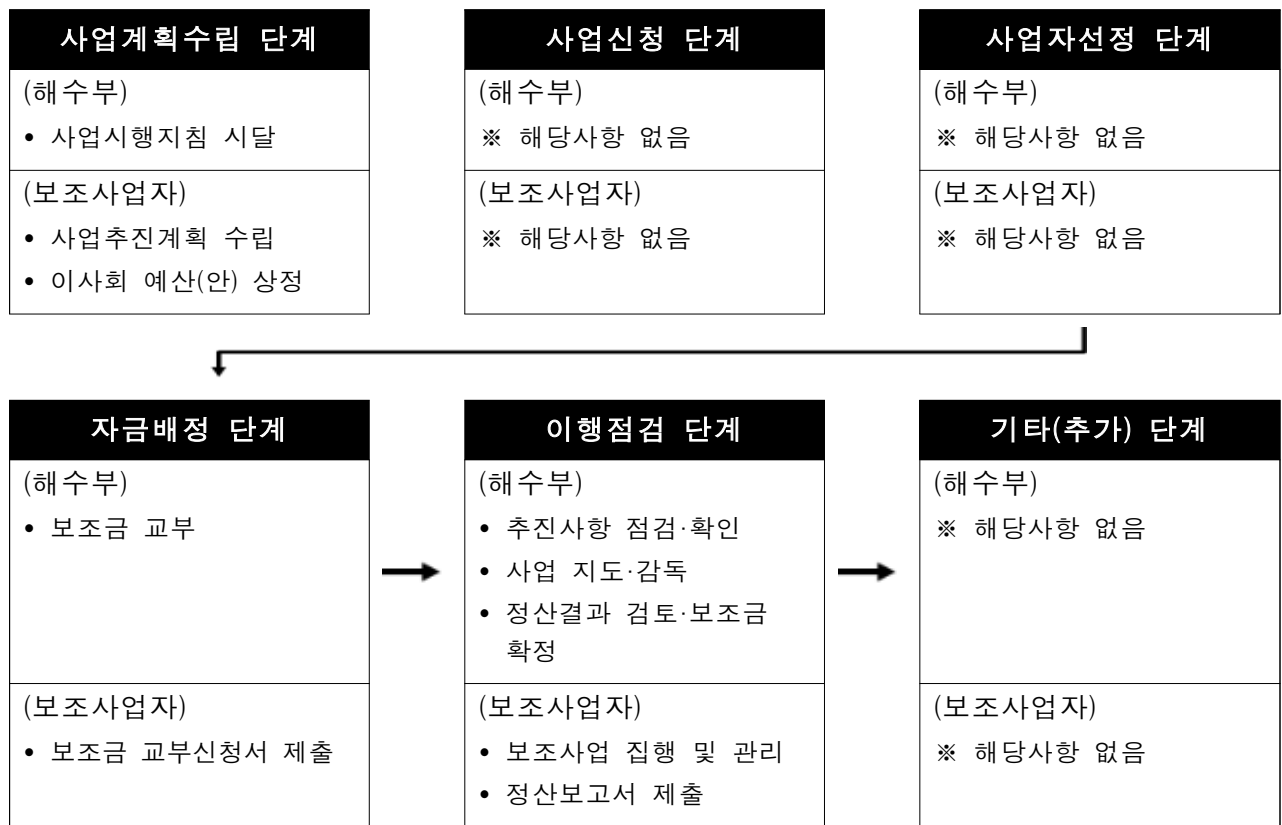 사업계획수립 단계
(해수부)
• 사업시행지침 시달
(보조사업자)
• 사업추진계획 수립
• 이사회 예산(안) 상정
사업신청 단계
(해수부)
※ 해당사항 없음
(보조사업자)
※ 해당사항 없음
사업자선정 단계
(해수부)
※ 해당사항 없음
(보조사업자)
※ 해당사항 없음
자금배정 단계
(해수부)
• 보조금 교부
(보조사업자)
• 보조금 교부신청서 제출
이행점검 단계
(해수부)
• 추진사항 점검·확인
• 사업 지도·감독
• 정산결과 검토·보조금
확정
(보조사업자)
• 보조사업 집행 및 관리
• 정산보고서 제출
기타(추가) 단계
(해수부)
※ 해당사항 없음
(보조사업자)
※ 해당사항 없음